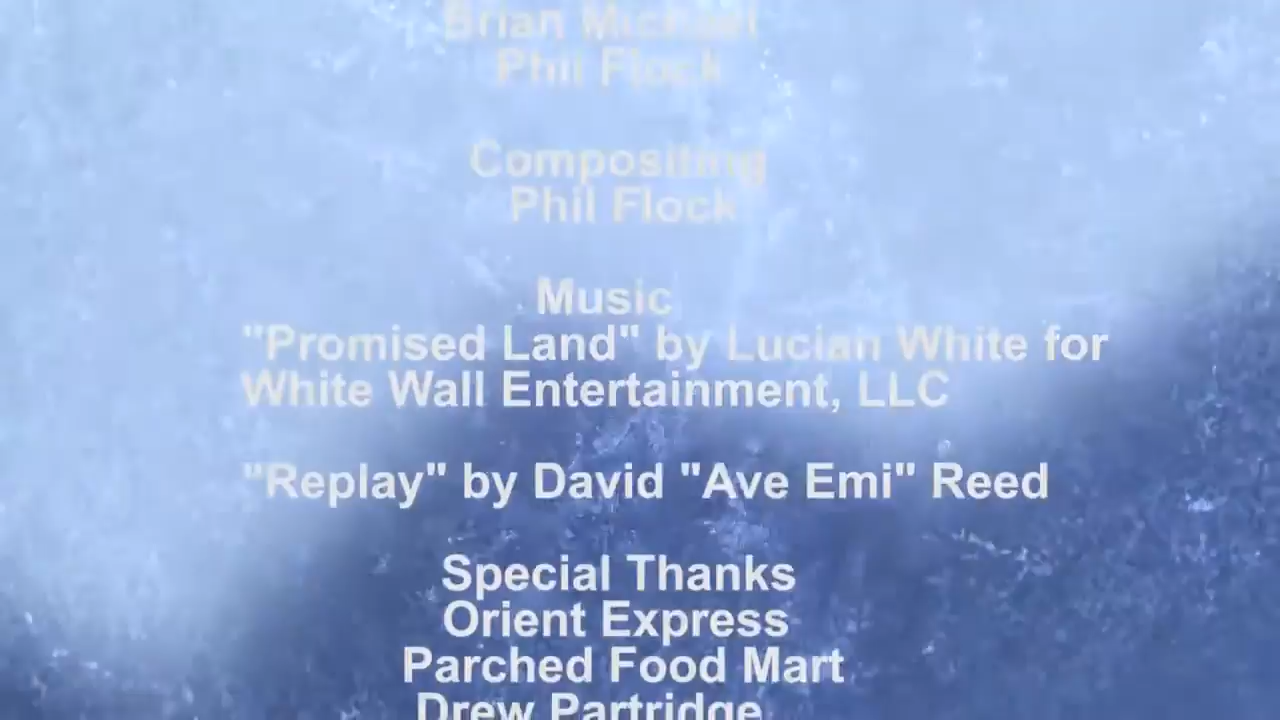 Brian Michael
Phil Flock
Compositing
Phil Flock
Music
"Promised Land" by Lucian White for
White Wall Entertainment, LLC
"Replay" by David "Ave Emi" Reed
Special Thanks
Orient Express
Parched Food Mart
Drew Partridge